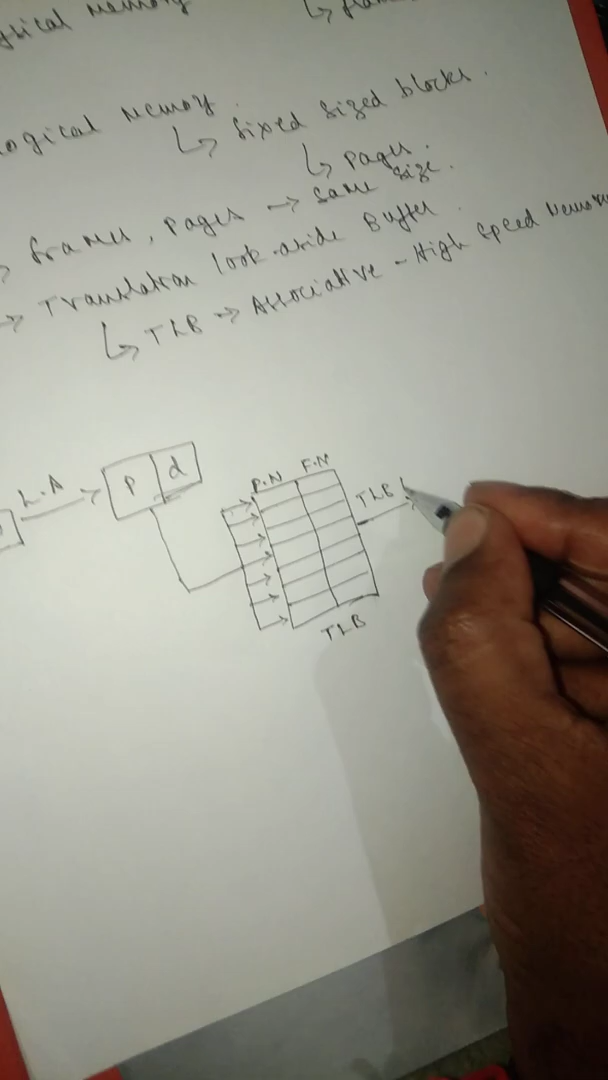 Memory
Logical Memory
↳ Fixed Sized blocks.
↳ Pages.
→ frames, Pages → same size.
→ Translation look-aside Buffer.
↳ TLB → Associative - High Speed Memory
L.A
P d
P.N F.N
TLB
TLB